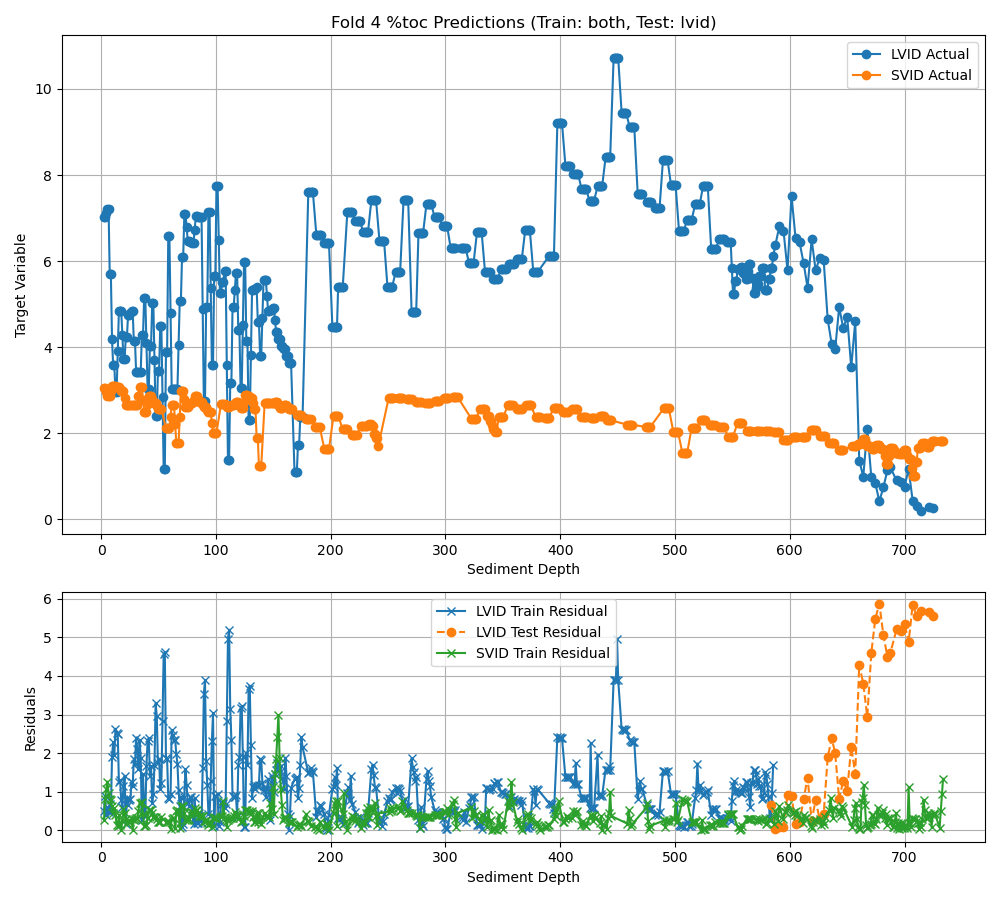 Fold 4 %toc Predictions (Train: both, Test: lvid)
LVID Actual
SVID Actual
Target Variable
10
8
6
4
2
0
0 100 200 300 400 500 600 700
Sediment Depth
LVID Train Residual
LVID Test Residual
SVID Train Residual
Residuals
6
5
4
3
2
1
0
0 100 200 300 400 500 600 700
Sediment Depth